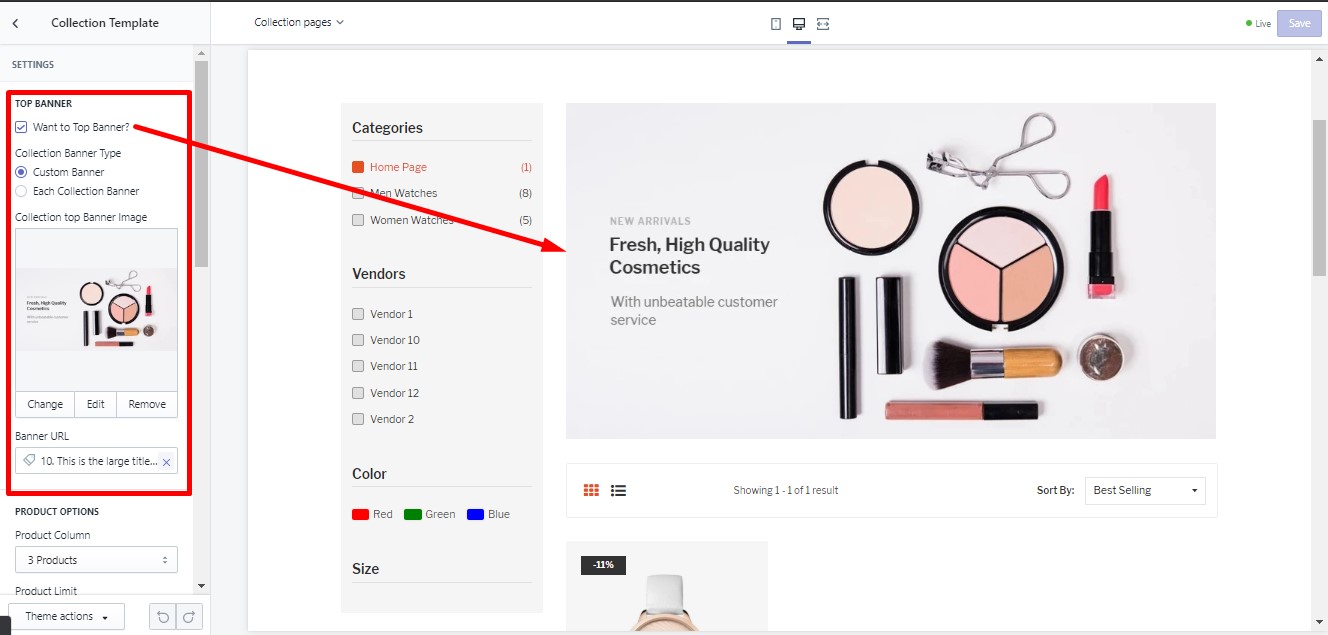 Collection Template
Collection pages
Live
Save
SETTINGS
TOP BANNER
Want to Top Banner?
Collection Banner Type
Custom Banner
Each Collection Banner
Collection top Banner Image
Change
Edit
Remove
Banner URL
10. This is the large title...
PRODUCT OPTIONS
Product Column
3 Products
Product Limit
Theme actions
Categories
Home Page (1)
Men Watches (8)
Women Watches (5)
Vendors
Vendor 1
Vendor 10
Vendor 11
Vendor 12
Vendor 2
Color
Red Green Blue
Size
NEW ARRIVALS
Fresh, High Quality
Cosmetics
With unbeatable customer
service
Showing 1 - 1 of 1 result
Sort By:
Best Selling
-11%